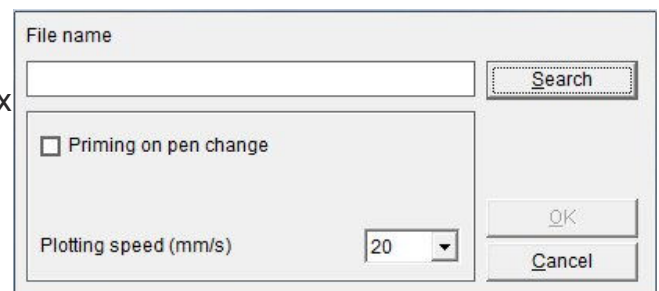 File name
Search
x
Priming on pen change
OK
Plotting speed (mm/s)
20
Cancel